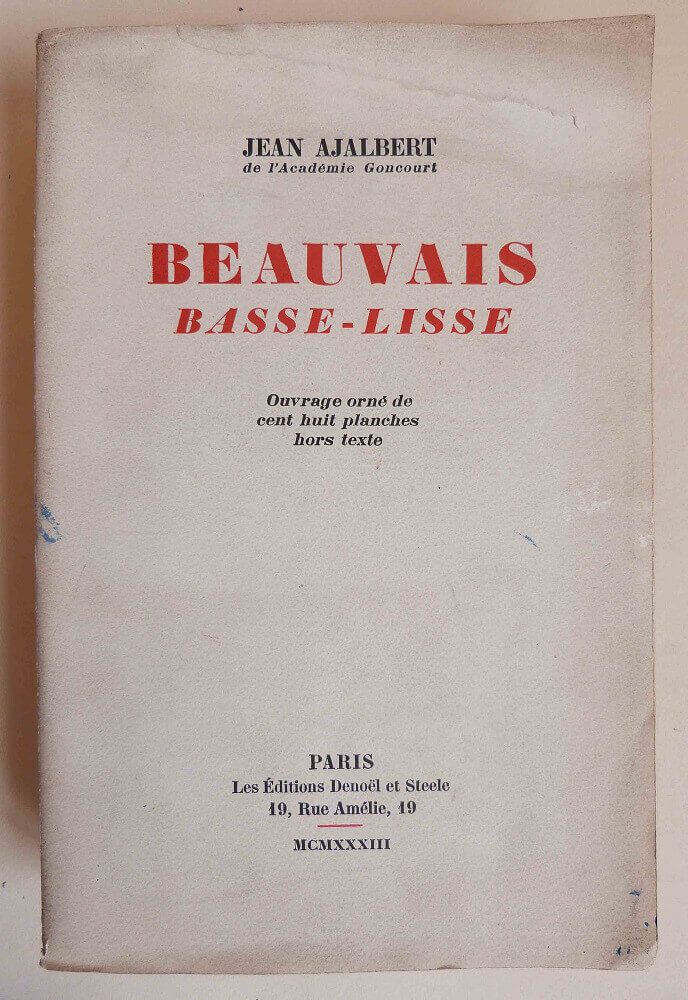 JEAN AJALBERT
de l'Académie Goncourt
BEAUVAIS
BASSE-LISSE
Ouvrage orné de
cent huit planches
hors texte
PARIS
Les Éditions Denoël et Steele
19, Rue Amélie, 19
MCMXXXIII